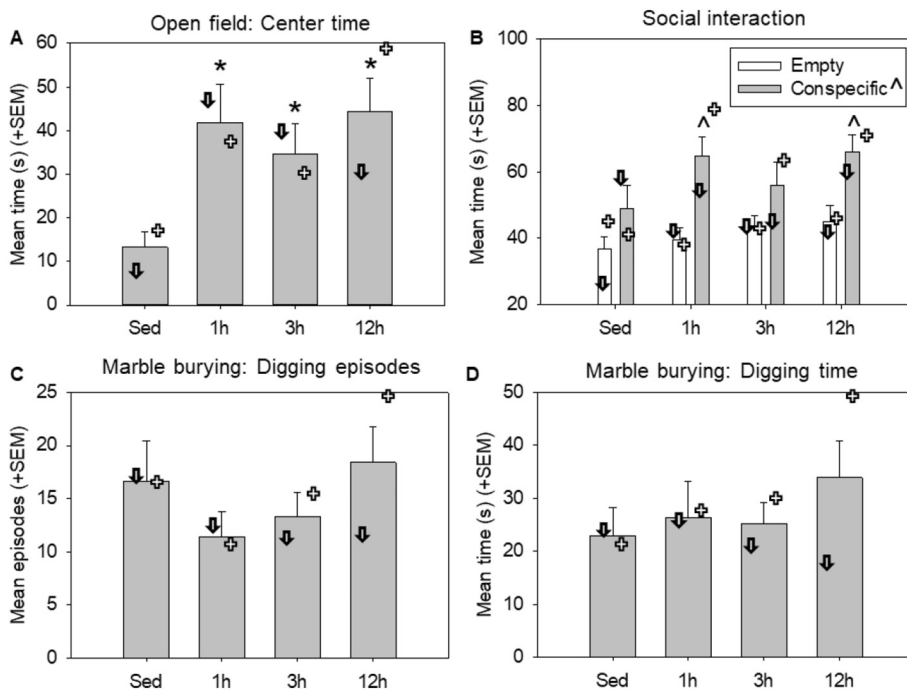 A
Open field: Center time
Mean time (s) (+SEM)
60
50
40
30
20
10
0
*
*
*
Sed 1h 3h 12h
B
Social interaction
Mean time (s) (+SEM)
100
80
60
40
20
Empty
Conspecific ^
^
^
Sed 1h 3h 12h
C
Marble burying: Digging episodes
Mean episodes (+SEM)
25
20
15
10
5
0
Sed 1h 3h 12h
D
Marble burying: Digging time
Mean time (s) (+SEM)
50
40
30
20
10
0
Sed 1h 3h 12h